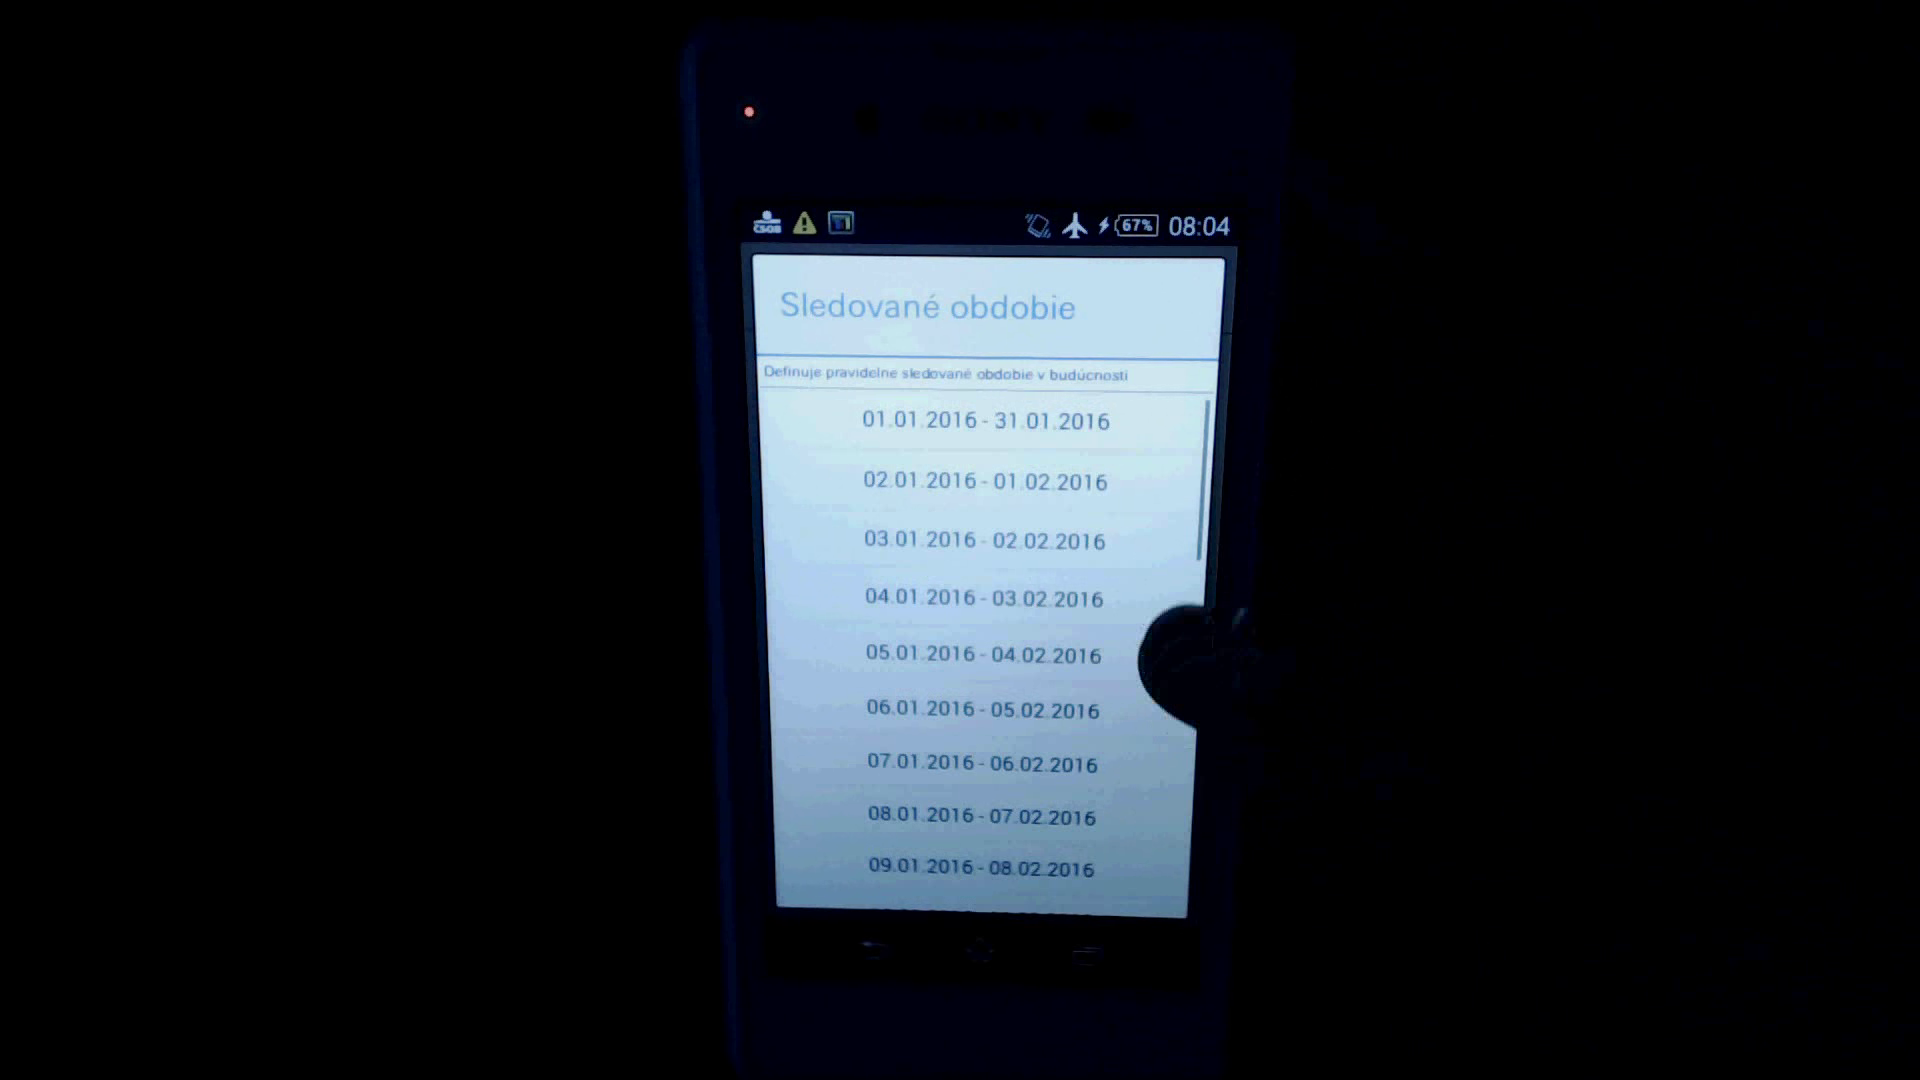 ČSOB 67% 08:04
Sledované obdobie
Definuje pravidelne sledované obdobie v budúcnosti
01.01.2016 - 31.01.2016
02.01.2016 - 01.02.2016
03.01.2016 - 02.02.2016
04.01.2016 - 03.02.2016
05.01.2016 - 04.02.2016
06.01.2016 - 05.02.2016
07.01.2016 - 06.02.2016
08.01.2016 - 07.02.2016
09.01.2016 - 08.02.2016